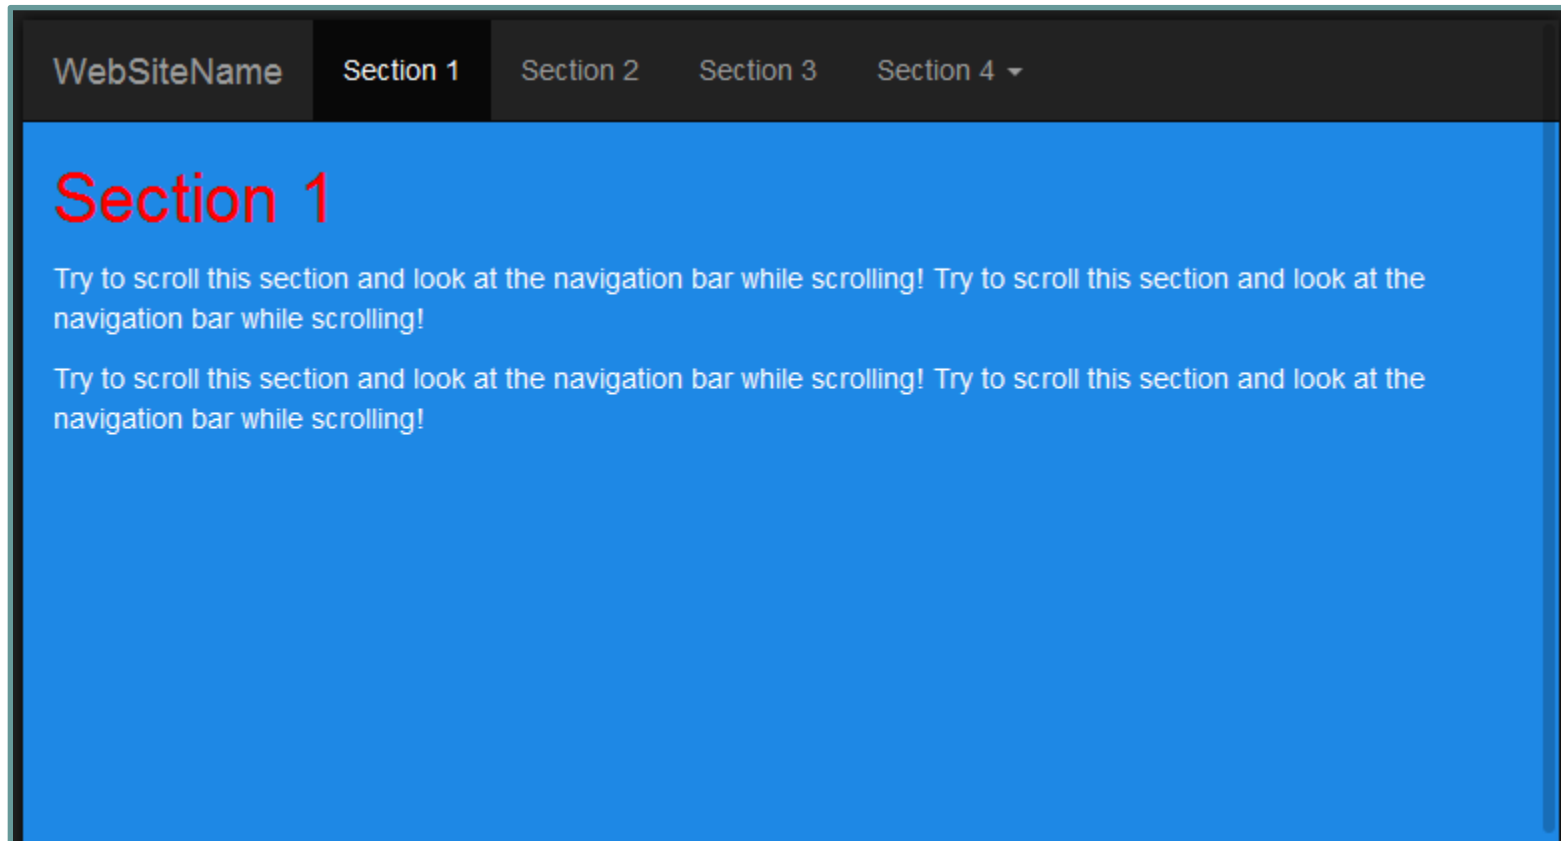 WebSiteName Section 1 Section 2 Section 3 Section 4
Section 1
Try to scroll this section and look at the navigation bar while scrolling! Try to scroll this section and look at the
navigation bar while scrolling!
Try to scroll this section and look at the navigation bar while scrolling! Try to scroll this section and look at the
navigation bar while scrolling!